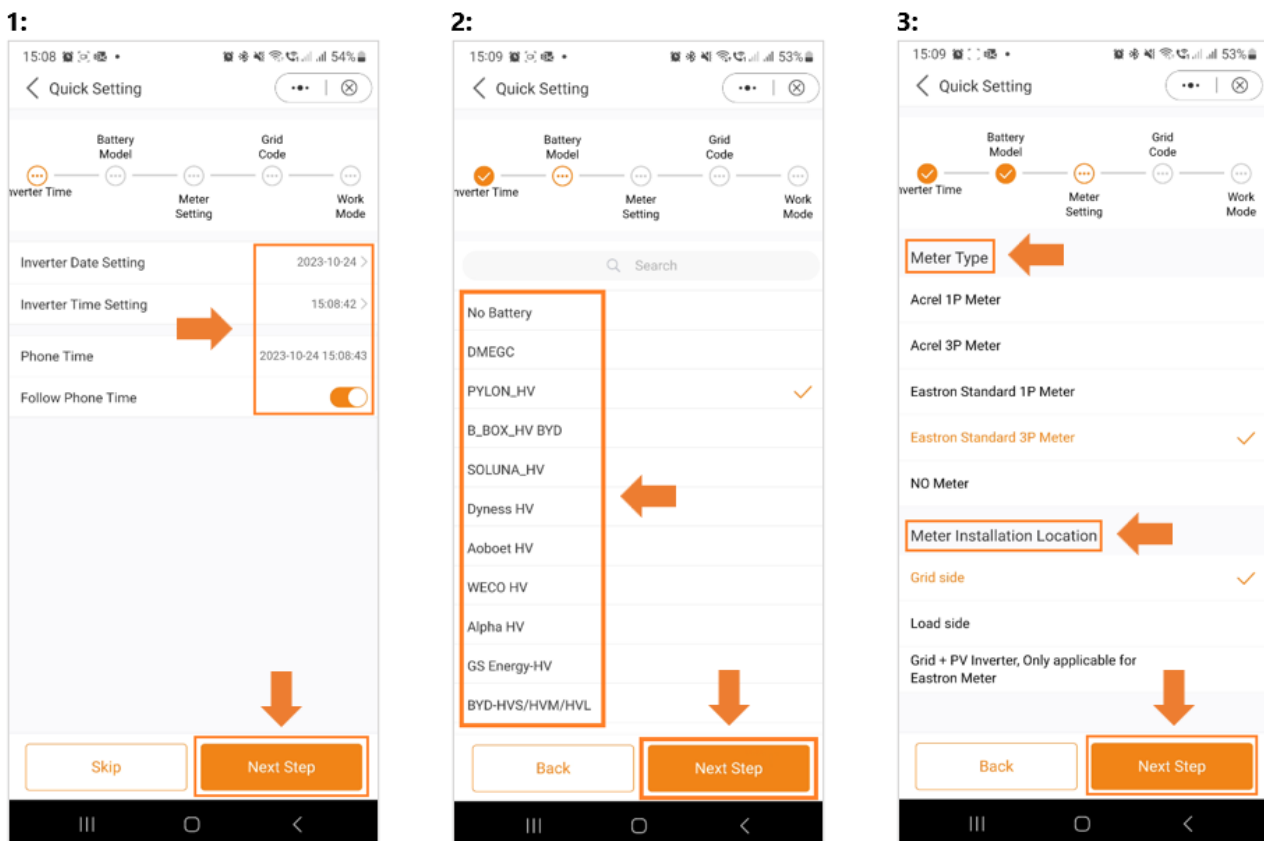 1:
15:08 54%
Quick Setting
Battery
Model
Grid
Code
nverter Time
Meter
Setting
Work
Mode
Inverter Date Setting 2023-10-24
Inverter Time Setting 15:08:42
Phone Time 2023-10-24 15:08:43
Follow Phone Time
Skip Next Step
2:
15:09 53%
Quick Setting
Battery
Model
Grid
Code
nverter Time
Meter
Setting
Work
Mode
Search
No Battery
DMEGC
PYLON_HV
B_BOX_HV BYD
SOLUNA_HV
Dyness HV
Aoboet HV
WECO HV
Alpha HV
GS Energy-HV
BYD-HVS/HVM/HVL
Back Next Step
3:
15:09 53%
Quick Setting
Battery
Model
Grid
Code
nverter Time
Meter
Setting
Work
Mode
Meter Type
Acrel 1P Meter
Acrel 3P Meter
Eastron Standard 1P Meter
Eastron Standard 3P Meter
NO Meter
Meter Installation Location
Grid side
Load side
Grid + PV Inverter, Only applicable for
Eastron Meter
Back Next Step